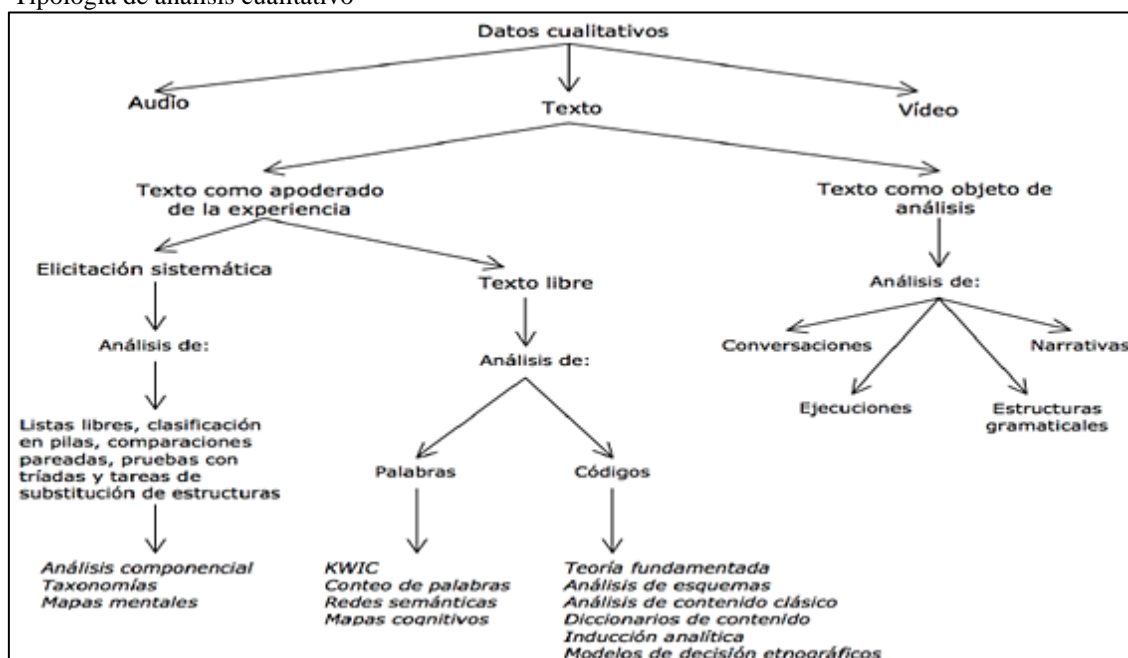 Tipología de análisis cualitativo
Datos cualitativos
Audio
Texto
Vídeo
Texto como apoderado
de la experiencia
Texto como objeto de
análisis
Elicitación sistemática
Texto libre
Análisis de:
Análisis de:
Análisis de:
Conversaciones
Narrativas
Ejecuciones
Estructuras
gramaticales
Listas libres, clasificación
en pilas, comparaciones
pareadas, pruebas con
tríadas y tareas de
substitución de estructuras
Palabras
Códigos
Análisis componencial
Taxonomías
Mapas mentales
KWIC
Conteo de palabras
Redes semánticas
Mapas cognitivos
Teoría fundamentada
Análisis de esquemas
Análisis de contenido clásico
Diccionarios de contenido
Inducción analítica
Modelos de decisión etnográficos